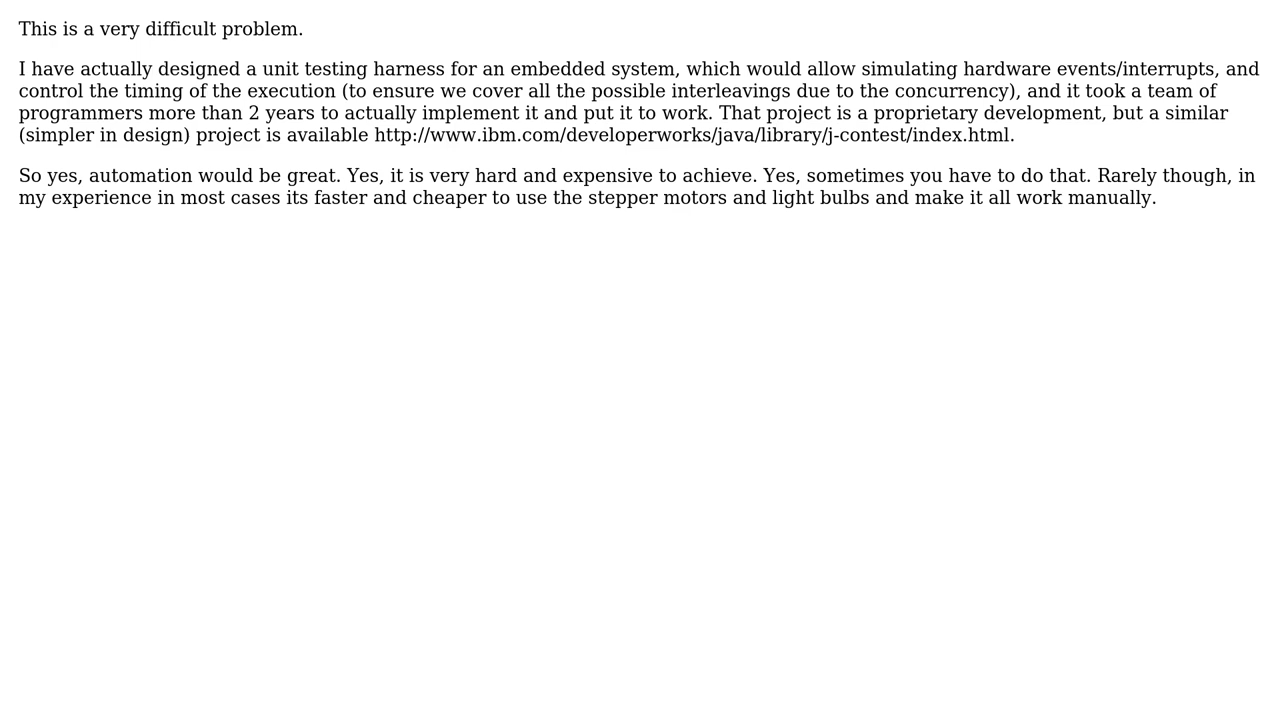 This is a very difficult problem.
I have actually designed a unit testing harness for an embedded system, which would allow simulating hardware events/interrupts, and
control the timing of the execution (to ensure we cover all the possible interleavings due to the concurrency), and it took a team of
programmers more than 2 years to actually implement it and put it to work. That project is a proprietary development, but a similar
(simpler in design) project is available http://www.ibm.com/developerworks/java/library/j-contest/index.html.
So yes, automation would be great. Yes, it is very hard and expensive to achieve. Yes, sometimes you have to do that. Rarely though, in
my experience in most cases its faster and cheaper to use the stepper motors and light bulbs and make it all work manually.